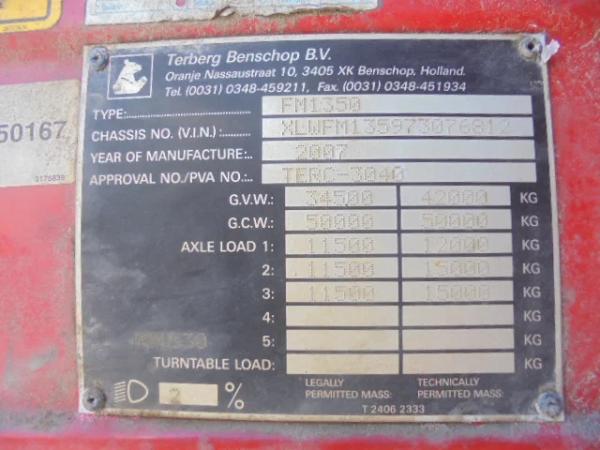 Terberg Benschop B.V.
Oranje Nassaustraat 10, 3405 XK Benschop, Holland.
Tel. (0031) 0348-459211, Fax. (0031) 0348-451934
TYPE: FM1350
CHASSIS NO. (V.I.N.): XLWFM135973076812
YEAR OF MANUFACTURE: 2007
APPROVAL NO./PVA NO.: TERC-3040
G.V.W.: 34500 42000 KG
G.C.W.: 50000 50000 KG
AXLE LOAD 1: 11500 12000 KG
2: 11500 15000 KG
3: 11500 15000 KG
4: KG
5: KG
TURNTABLE LOAD: KG
2 %
LEGALLY PERMITTED MASS:
TECHNICALLY PERMITTED MASS:
T 2406 2333
50167
3175839